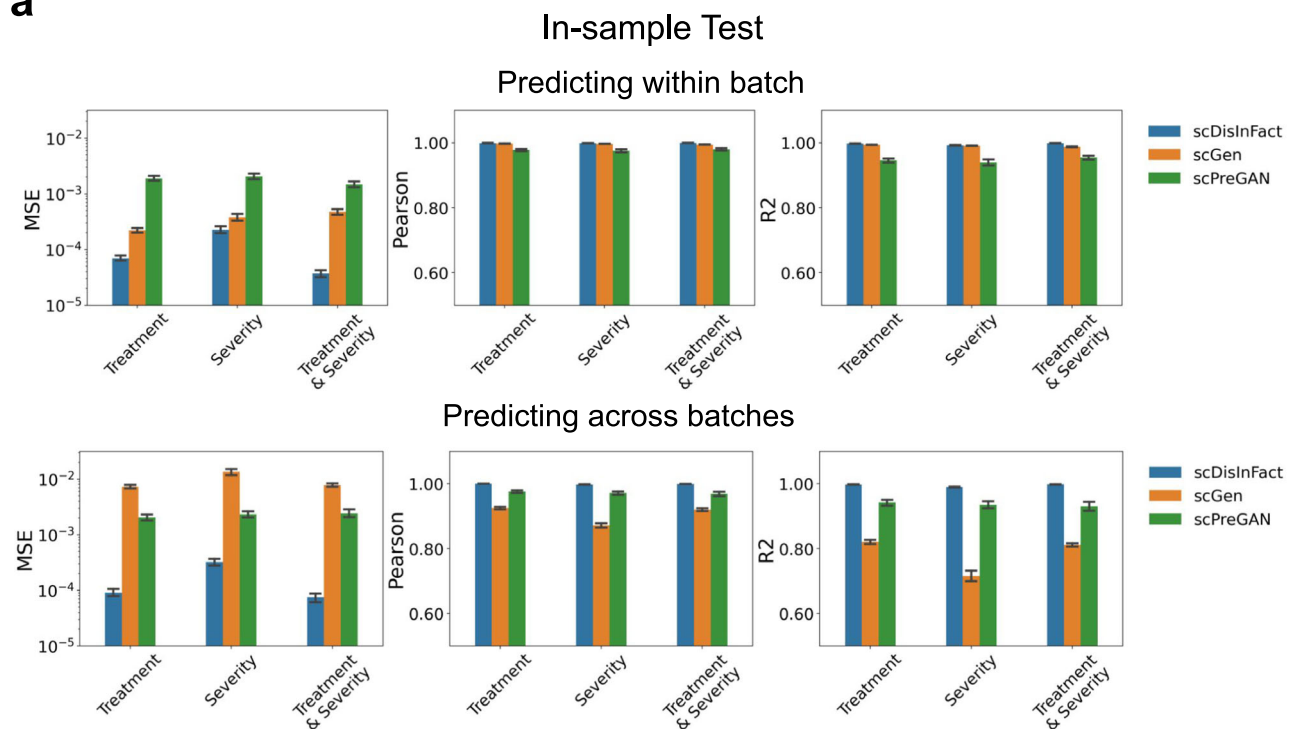 a
In-sample Test
Predicting within batch
MSE
10⁻²
10⁻³
10⁻⁴
10⁻⁵
Treatment
Severity
Treatment
& Severity
Pearson
1.00
0.80
0.60
Treatment
Severity
Treatment
& Severity
R2
1.00
0.80
0.60
Treatment
Severity
Treatment
& Severity
scDisInFact
scGen
scPreGAN
Predicting across batches
MSE
10⁻²
10⁻³
10⁻⁴
10⁻⁵
Treatment
Severity
Treatment
& Severity
Pearson
1.00
0.80
0.60
Treatment
Severity
Treatment
& Severity
R2
1.00
0.80
0.60
Treatment
Severity
Treatment
& Severity
scDisInFact
scGen
scPreGAN